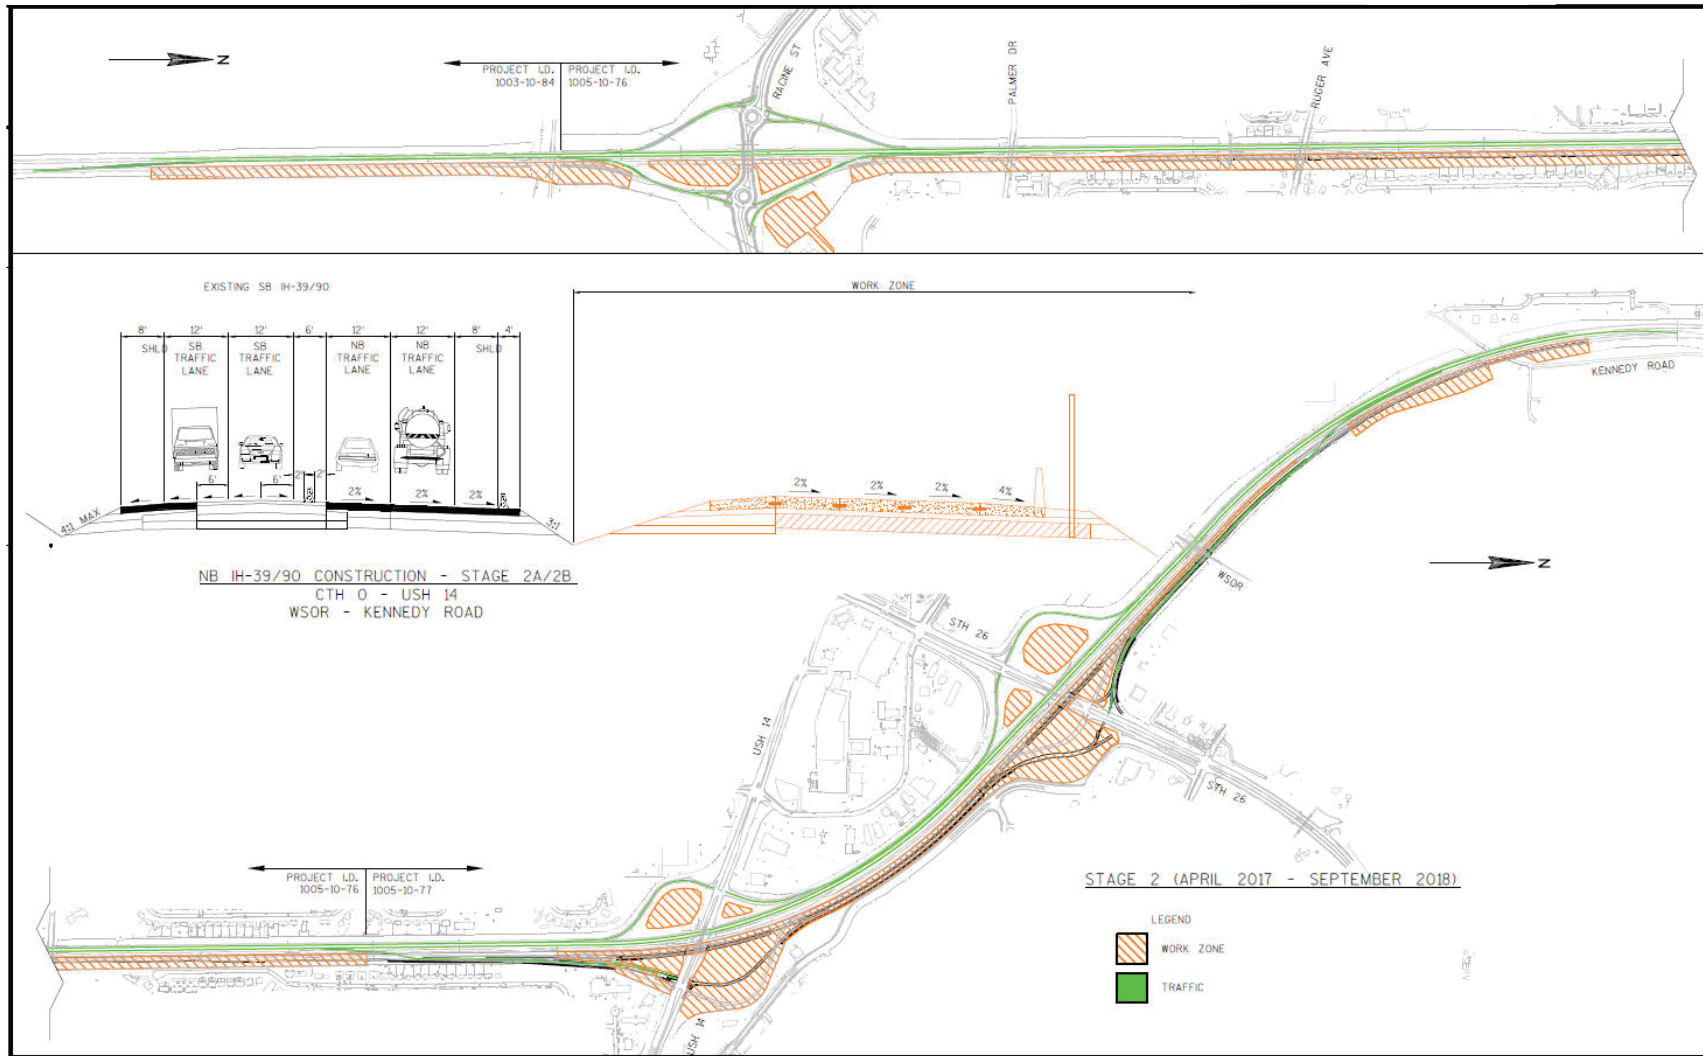 N
PROJECT I.D. PROJECT I.D.
1003-10-84 1005-10-76
RACINE ST
PALMER DR
RUGER AVE
EXISTING SB IH-39/90
WORK ZONE
8' 12' 12' 6' 12' 12' 8' 4'
SHLD
SB TRAFFIC LANE
SB TRAFFIC LANE
NB TRAFFIC LANE
NB TRAFFIC LANE
SHLD
6' 6' 2' 2'
2% 2% 2%
4:1 MAX
3:1
2% 2% 2% 4%
NB IH-39/90 CONSTRUCTION - STAGE 2A/2B
CTH O - USH 14
WSOR - KENNEDY ROAD
KENNEDY ROAD
N
WSOR
STH 26
USH 14
STH 26
PROJECT I.D. PROJECT I.D.
1005-10-76 1005-10-77
USH 14
STAGE 2 (APRIL 2017 - SEPTEMBER 2018)
LEGEND
WORK ZONE
TRAFFIC